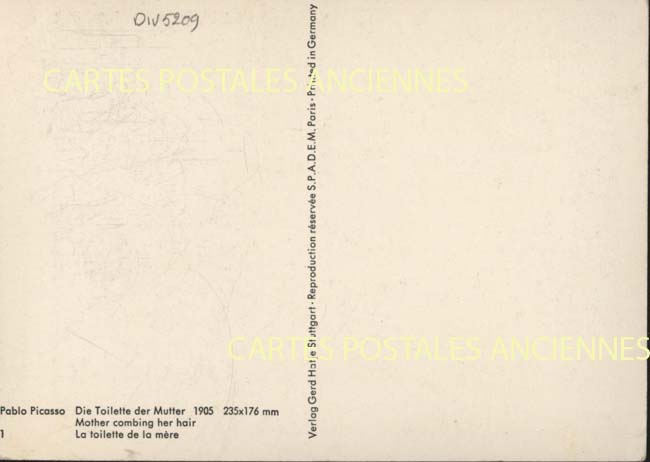 DIV5209
CARTES POSTALES ANCIENNES
Verlag Gerd Hatje Stuttgart · Reproduction réservée S.P.A.D.E.M. Paris · Printed in Germany
CARTES POSTALES ANCIENNES
Pablo Picasso Die Toilette der Mutter 1905 235x176 mm
Mother combing her hair
1 La toilette de la mère